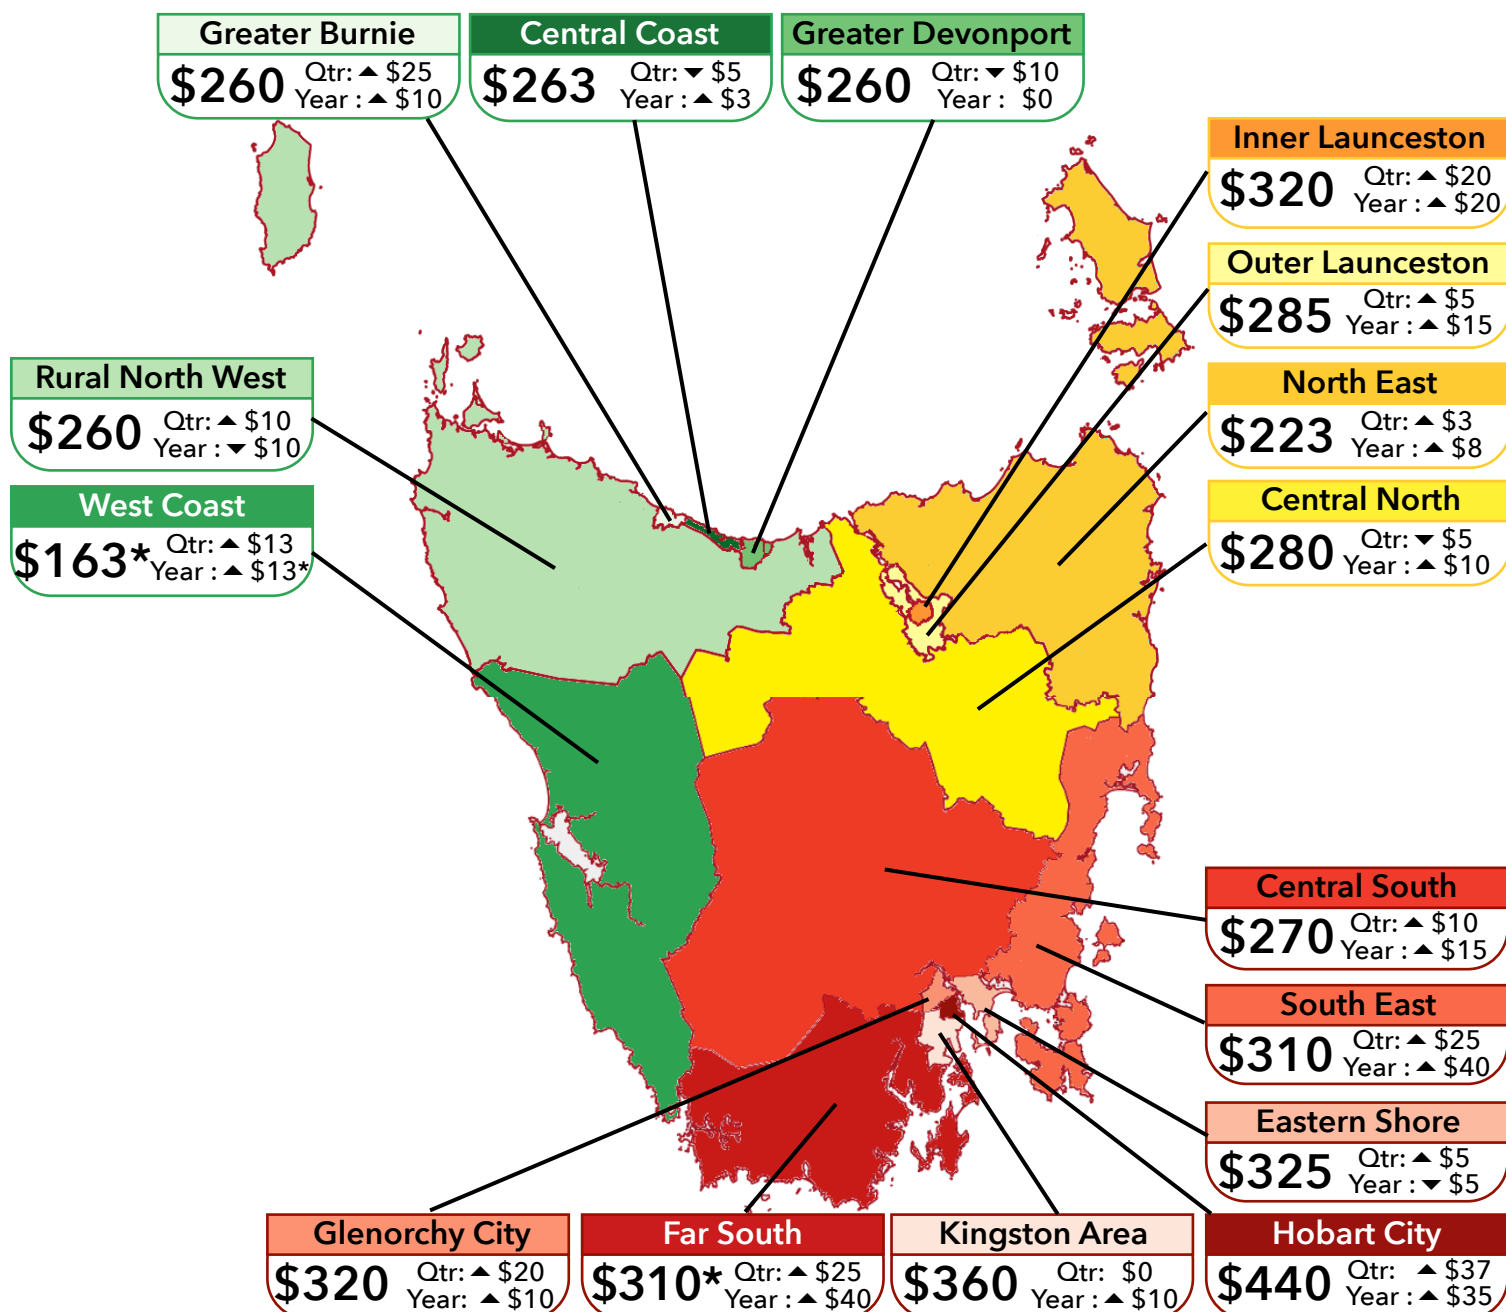 Greater Burnie
$260 Qtr: ▲ $25
Year : ▲ $10
Central Coast
$263 Qtr: ▼ $5
Year : ▲ $3
Greater Devonport
$260 Qtr: ▼ $10
Year : $0
Inner Launceston
$320 Qtr: ▲ $20
Year : ▲ $20
Outer Launceston
$285 Qtr: ▲ $5
Year : ▲ $15
Rural North West
$260 Qtr: ▲ $10
Year : ▼ $10
North East
$223 Qtr: ▲ $3
Year : ▲ $8
West Coast
$163* Qtr: ▲ $13
Year : ▲ $13*
Central North
$280 Qtr: ▼ $5
Year : ▲ $10
Central South
$270 Qtr: ▲ $10
Year : ▲ $15
South East
$310 Qtr: ▲ $25
Year : ▲ $40
Eastern Shore
$325 Qtr: ▲ $5
Year : ▼ $5
Glenorchy City
$320 Qtr: ▲ $20
Year: ▲ $10
Far South
$310* Qtr: ▲ $25
Year: ▲ $40
Kingston Area
$360 Qtr: $0
Year: ▲ $10
Hobart City
$440 Qtr: ▲ $37
Year : ▲ $35